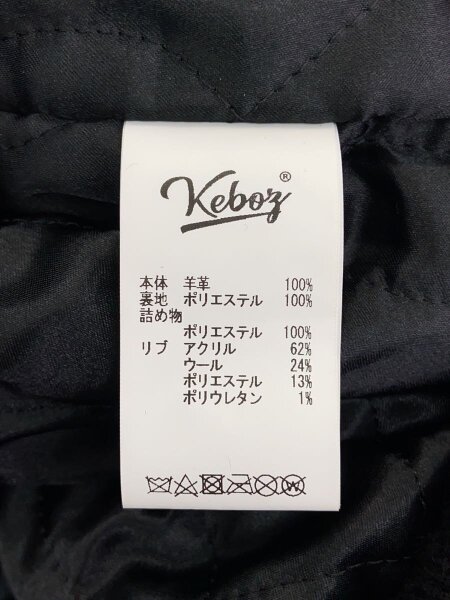 Keboz®
本体 羊革 100%
裏地 ポリエステル 100%
詰め物
ポリエステル 100%
リブ アクリル 62%
ウール 24%
ポリエステル 13%
ポリウレタン 1%